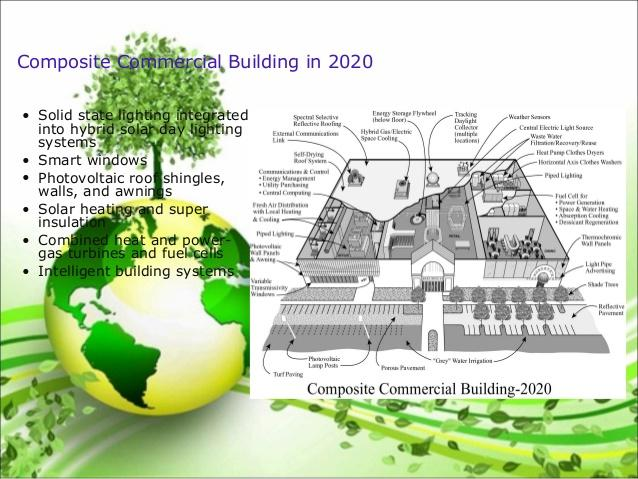 Composite Commercial Building in 2020
• Solid state lighting integrated
into hybrid solar day lighting
systems
• Smart windows
• Photovoltaic roof shingles,
walls, and awnings
• Solar heating and super
insulation
• Combined heat and power-
gas turbines and fuel cells
• Intelligent building systems
Spectral Selective
Reflective Roofing
Energy Storage Flywheel
(below floor)
Tracking
Daylight
Collector
(multiple
locations)
Weather Sensors
External Communications
Link
Hybrid Gas/Electric
Space Cooling
Central Electric Light Source
Waste Water
Filtration/Recovery/Reuse
Self-Drying
Roof System
Heat Pump Clothes Dryers
Horizontal Axis Clothes Washers
Communications & Control
• Energy Management
• Utility Purchasing
• Central Computing
Piped Lighting
Fuel Cell for
• Power Generation
• Space & Water Heating
• Absorption Cooling
• Dessicant Regeneration
Fresh Air Distribution
with Local Heating
& Cooling
Piped Lighting
Thermochromic
Wall Panels
Photovoltaic
Wall Panels
& Awning
Light Pipe
Advertising
Variable
Transmissivity
Windows
Shade Trees
Reflective
Pavement
Photovoltaic
Lamp Posts
"Grey" Water Irrigation
Turf Paving
Porous Pavement
Composite Commercial Building-2020